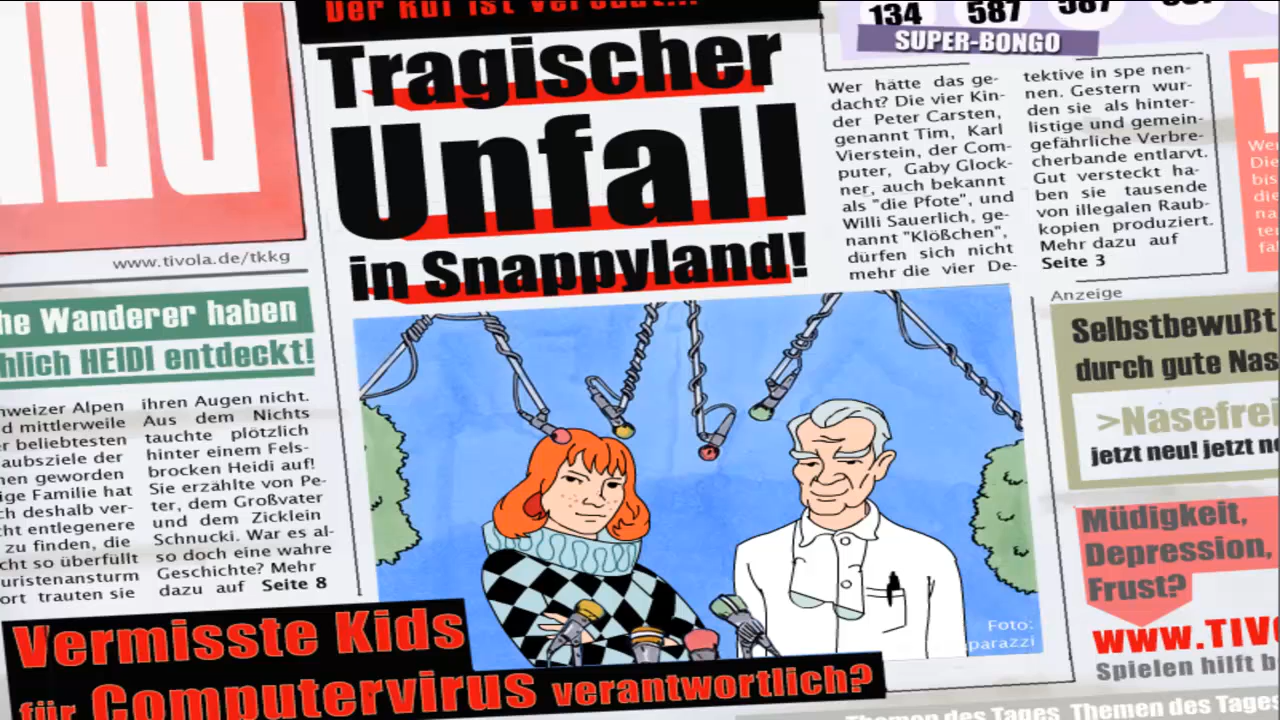 Der Ruf ist
Tragischer
Unfall
in Snappyland!
134 587
SUPER-BONGO
Wer hätte das ge-
dacht? Die vier Kin-
der Peter Carsten,
genannt Tim, Karl
Vierstein, der Com-
puter, Gaby Glock-
ner, auch bekannt
als "die Pfote", und
Willi Sauerlich, ge-
nannt "Klößchen",
dürfen sich nicht
mehr die vier De-
tektive in spe nen-
nen. Gestern wur-
den sie als hinter-
listige und gemein-
gefährliche Verbre-
cherbande entlarvt.
Gut versteckt ha-
ben sie tausende
von illegalen Raub-
kopien produziert.
Mehr dazu auf
Seite 3
www.tivola.de/tkkg
he Wanderer haben
hlich HEIDI entdeckt!
hweizer Alpen
d mittlerweile
er beliebtesten
aubsziele der
hen geworden
ige Familie hat
ch deshalb ver-
cht entlegenere
zu finden, die
cht so überfüllt
uristenansturm
ort trauten sie
ihren Augen nicht.
Aus dem Nichts
tauchte plötzlich
hinter einem Fels-
brocken Heidi auf!
Sie erzählte von Pe-
ter, dem Großvater
und dem Zicklein
Schnucki. War es al-
so doch eine wahre
Geschichte? Mehr
dazu auf Seite 8
Foto:
parazzi
Vermisste Kids
für Computervirus verantwortlich?
Anzeige
Selbstbewußt
durch gute Nas
>Nasefrei
jetzt neu! jetzt ne
Müdigkeit,
Depression,
Frust?
www.TIV
Spielen hilft b
Themen des Tages Themen des Tages